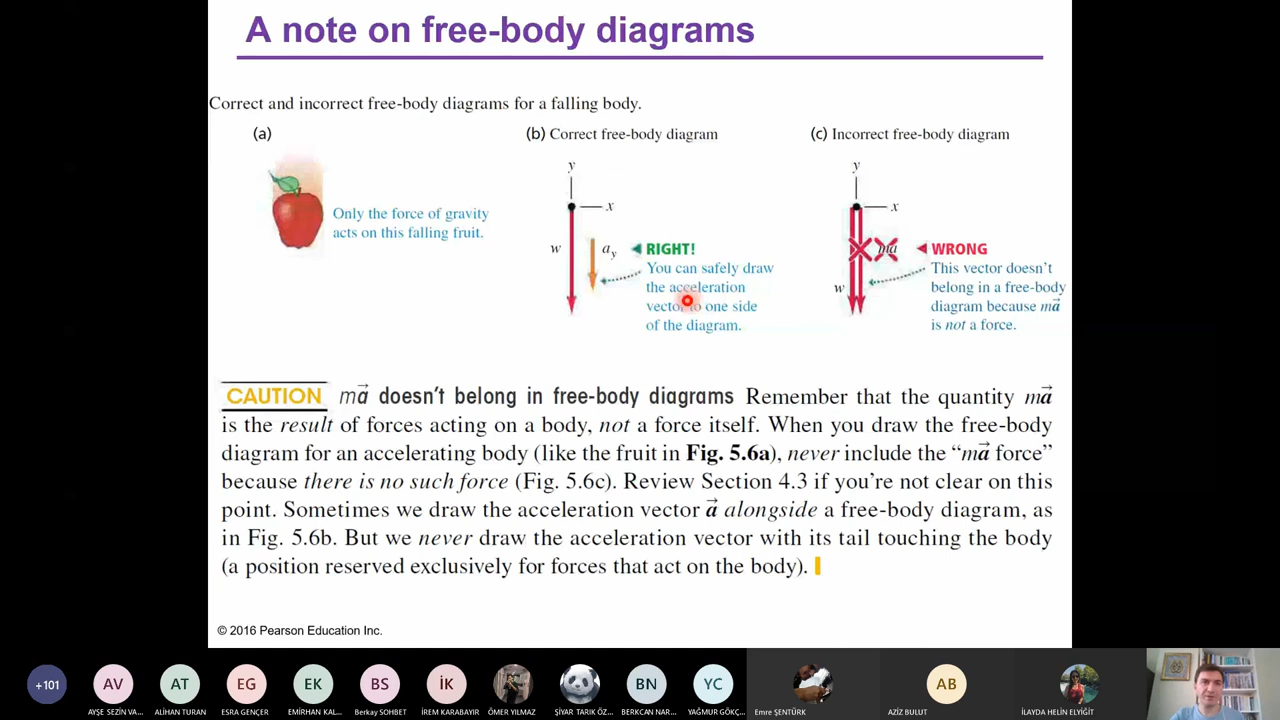 A note on free-body diagrams
Correct and incorrect free-body diagrams for a falling body.
(a)
Only the force of gravity
acts on this falling fruit.
(b) Correct free-body diagram
y
x
w
a_y
RIGHT!
You can safely draw
the acceleration
vector to one side
of the diagram.
(c) Incorrect free-body diagram
y
x
ma
w
WRONG
This vector doesn't
belong in a free-body
diagram because ma⃗
is not a force.
CAUTION ma⃗ doesn't belong in free-body diagrams Remember that the quantity ma⃗
is the result of forces acting on a body, not a force itself. When you draw the free-body
diagram for an accelerating body (like the fruit in Fig. 5.6a), never include the “ma⃗ force”
because there is no such force (Fig. 5.6c). Review Section 4.3 if you're not clear on this
point. Sometimes we draw the acceleration vector a⃗ alongside a free-body diagram, as
in Fig. 5.6b. But we never draw the acceleration vector with its tail touching the body
(a position reserved exclusively for forces that act on the body).
© 2016 Pearson Education Inc.
+101
AV
AT
EG
EK
BS
İK
BN
YC
AB
AYŞE SEZİN VA...
ALİHAN TURAN
ESRA GENÇER
EMİRHAN KAL...
Berkay SOHBET
İREM KARABAYIR
ÖMER YILMAZ
ŞİYAR TARIK ÖZ...
BERKCAN NAR...
YAĞMUR GÖKÇ...
Emre ŞENTÜRK
AZİZ BULUT
İLAYDA HELİN ELYİĞİT